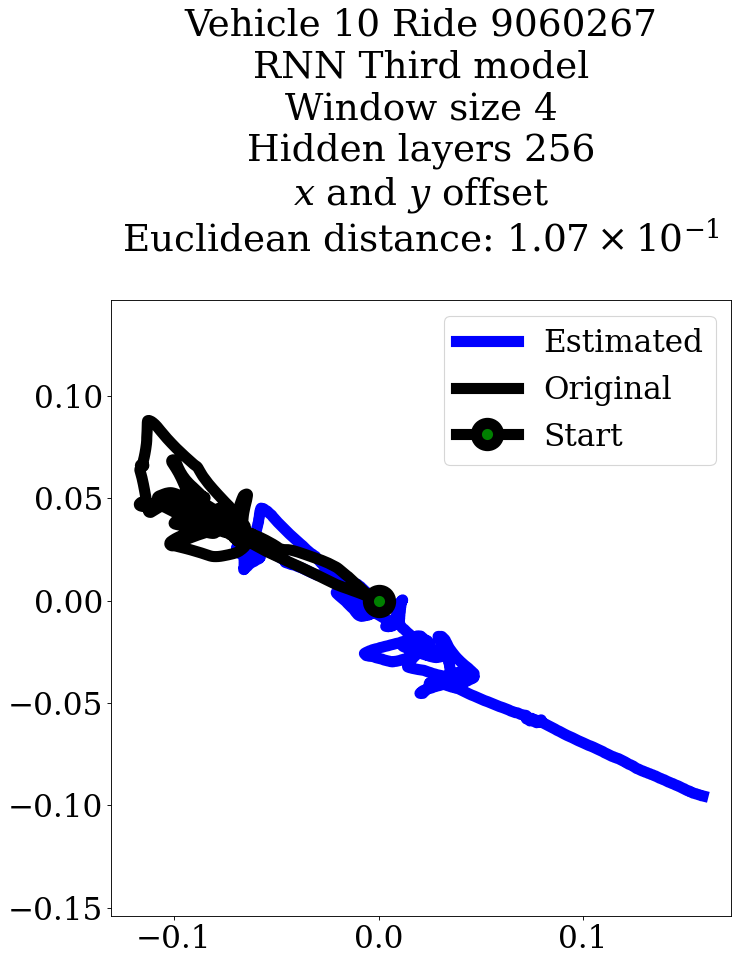 Vehicle 10 Ride 9060267
RNN Third model
Window size 4
Hidden layers 256
x and y offset
Euclidean distance: 1.07 × 10⁻¹
Estimated
Original
Start
0.10
0.05
0.00
−0.05
−0.10
−0.15
−0.1
0.0
0.1